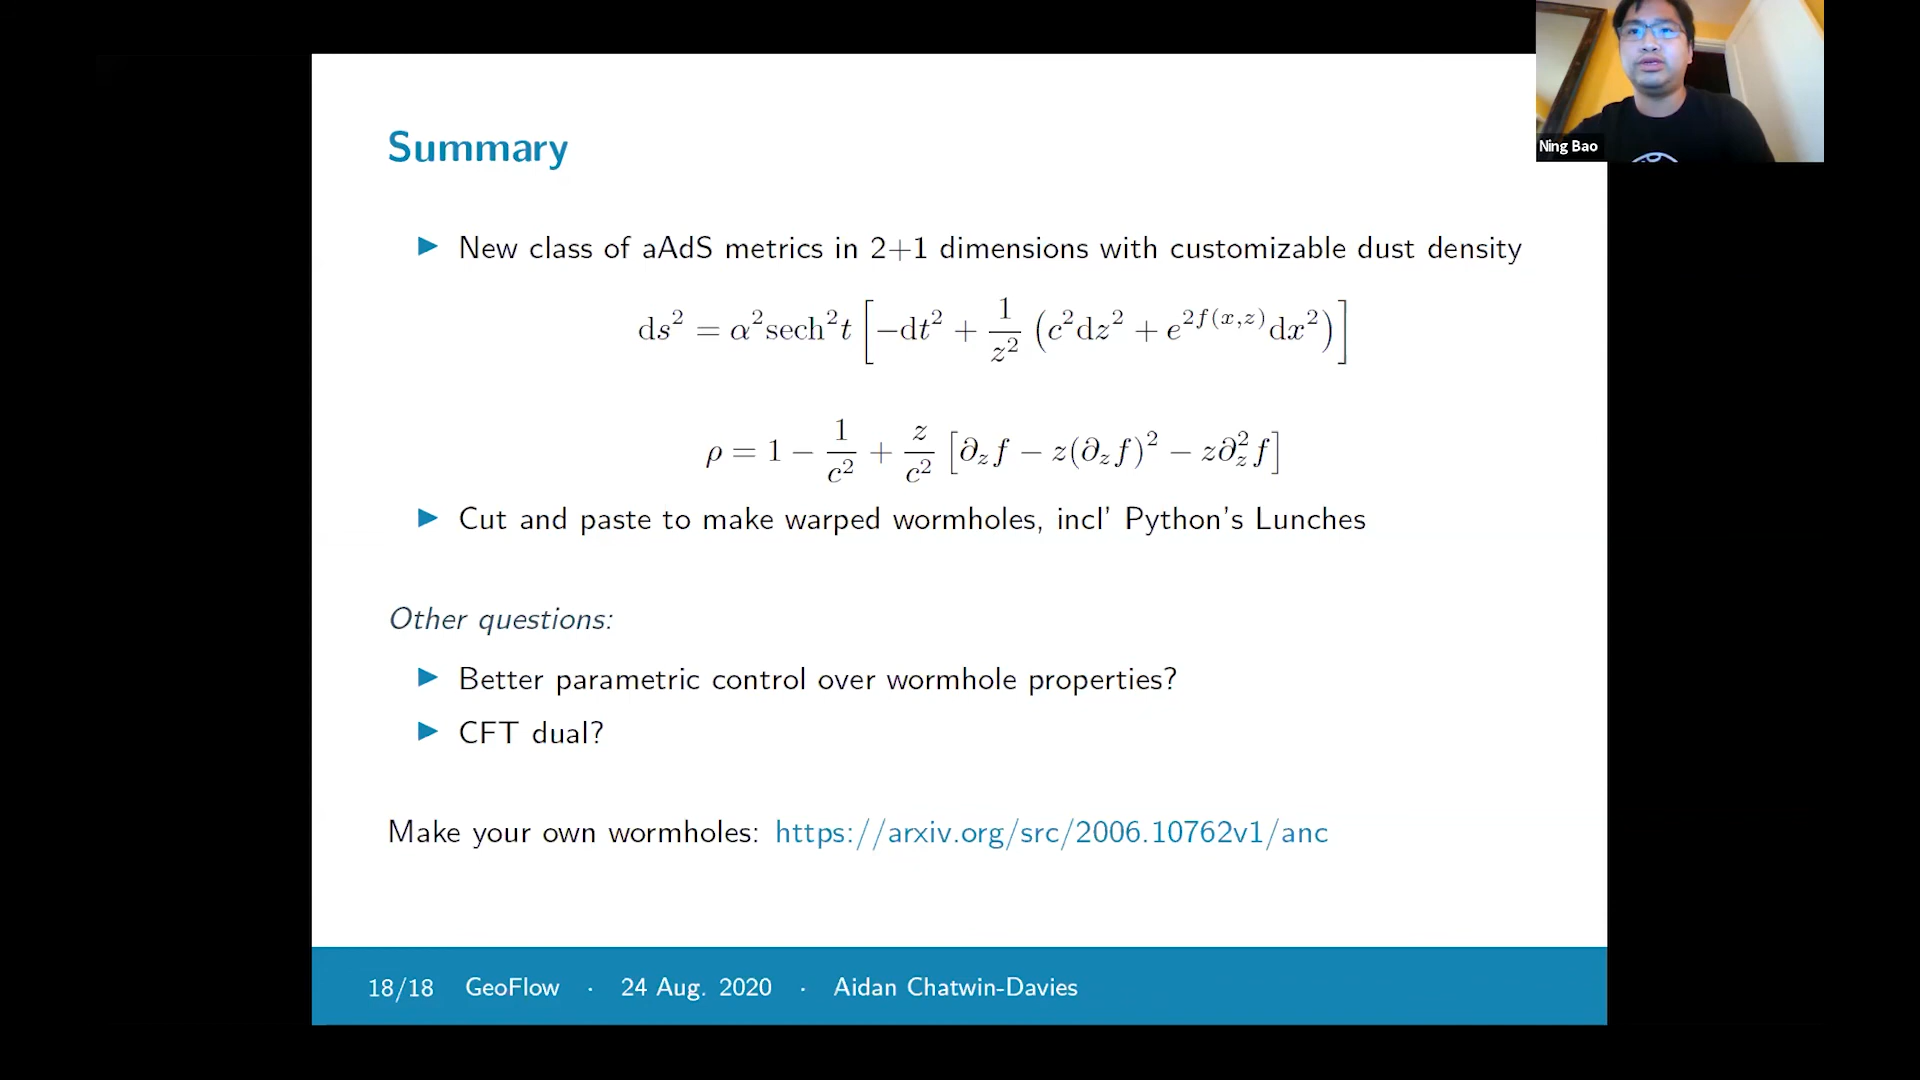 Ning Bao
Summary
▶ New class of aAdS metrics in 2+1 dimensions with customizable dust density
ds² = α²sech²t [−dt² + 1/z² (c²dz² + e^{2f(x,z)}dx²)]
ρ = 1 − 1/c² + z/c² [∂_z f − z(∂_z f)² − z∂_z² f]
▶ Cut and paste to make warped wormholes, incl' Python's Lunches
Other questions:
▶ Better parametric control over wormhole properties?
▶ CFT dual?
Make your own wormholes: https://arxiv.org/src/2006.10762v1/anc
18/18 GeoFlow · 24 Aug. 2020 · Aidan Chatwin-Davies